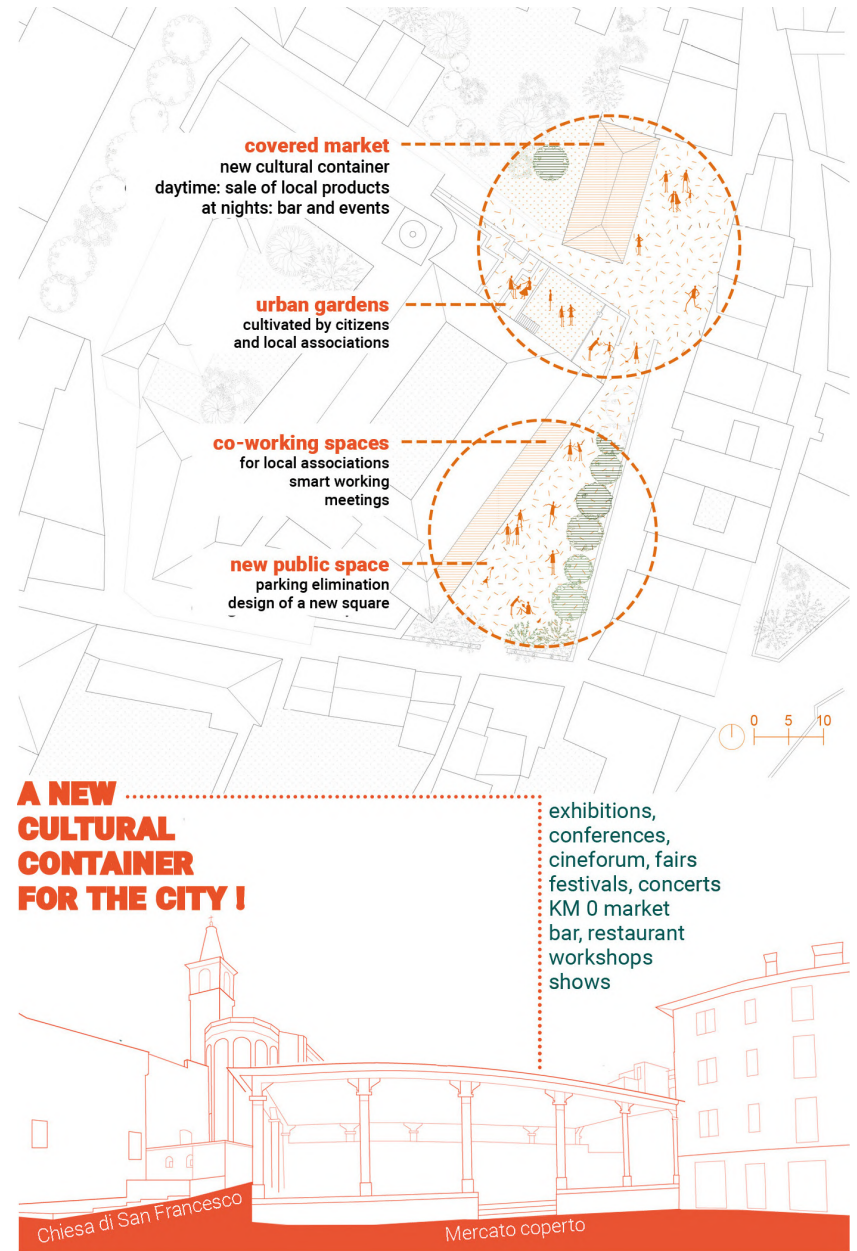 covered market
new cultural container
daytime: sale of local products
at nights: bar and events
urban gardens
cultivated by citizens
and local associations
co-working spaces
for local associations
smart working
meetings
new public space
parking elimination
design of a new square
0 5 10
A NEW
CULTURAL
CONTAINER
FOR THE CITY !
exhibitions,
conferences,
cineforum, fairs
festivals, concerts
KM 0 market
bar, restaurant
workshops
shows
Chiesa di San Francesco
Mercato coperto